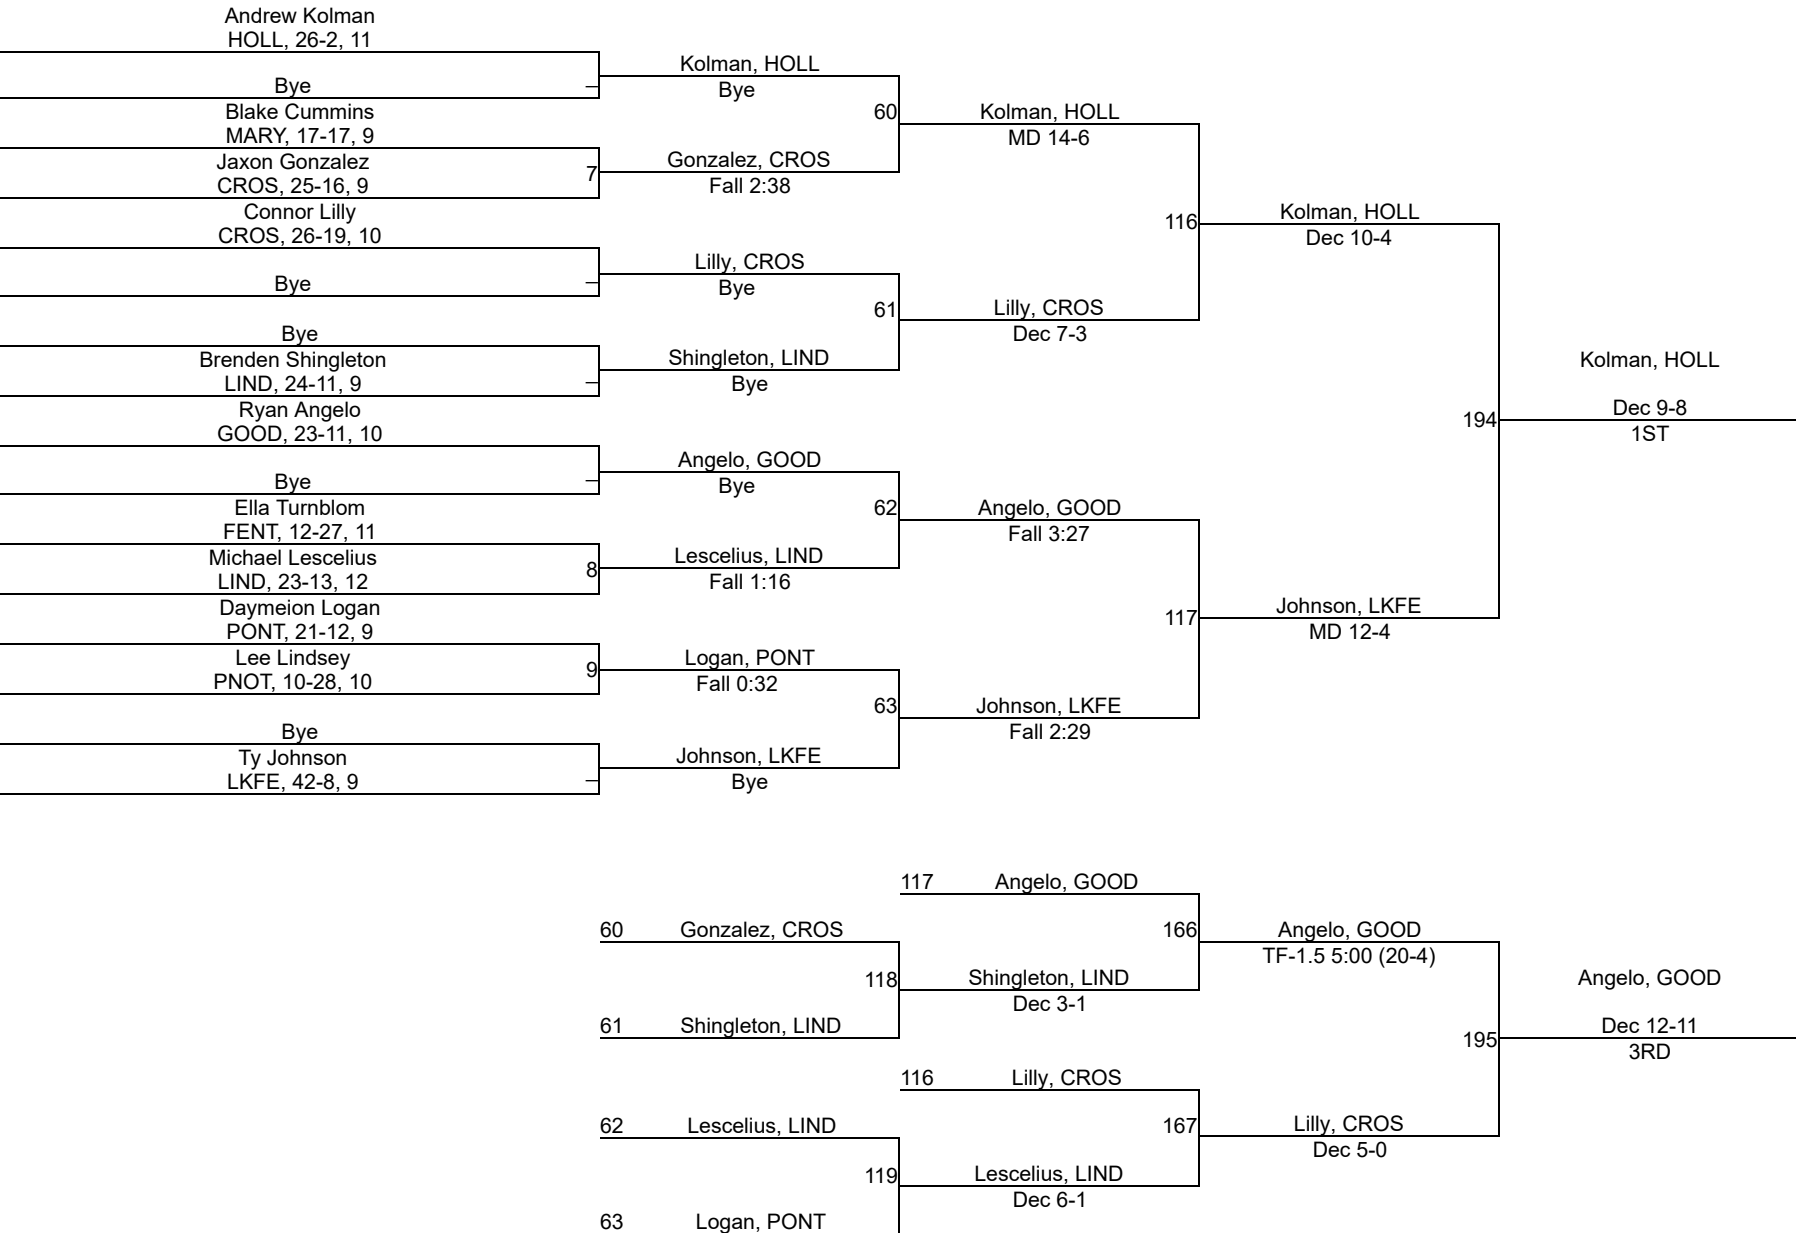 Andrew Kolman
HOLL, 26-2, 11
Bye
Blake Cummins
MARY, 17-17, 9
Jaxon Gonzalez
CROS, 25-16, 9
7
Connor Lilly
CROS, 26-19, 10
Bye
Bye
Brenden Shingleton
LIND, 24-11, 9
Ryan Angelo
GOOD, 23-11, 10
Bye
Ella Turnblom
FENT, 12-27, 11
Michael Lescelius
LIND, 23-13, 12
8
Daymeion Logan
PONT, 21-12, 9
Lee Lindsey
PNOT, 10-28, 10
9
Bye
Ty Johnson
LKFE, 42-8, 9
Kolman, HOLL
Bye
60
Gonzalez, CROS
Fall 2:38
Lilly, CROS
Bye
61
Shingleton, LIND
Bye
Angelo, GOOD
Bye
62
Lescelius, LIND
Fall 1:16
Logan, PONT
Fall 0:32
63
Johnson, LKFE
Bye
Kolman, HOLL
MD 14-6
116
Lilly, CROS
Dec 7-3
Angelo, GOOD
Fall 3:27
117
Johnson, LKFE
Fall 2:29
Kolman, HOLL
Dec 10-4
194
Johnson, LKFE
MD 12-4
Kolman, HOLL
Dec 9-8
1ST
117 Angelo, GOOD
60 Gonzalez, CROS
166
118
Shingleton, LIND
Dec 3-1
61 Shingleton, LIND
116 Lilly, CROS
62 Lescelius, LIND
167
119
Lescelius, LIND
Dec 6-1
63 Logan, PONT
Angelo, GOOD
TF-1.5 5:00 (20-4)
195
Lilly, CROS
Dec 5-0
Angelo, GOOD
Dec 12-11
3RD